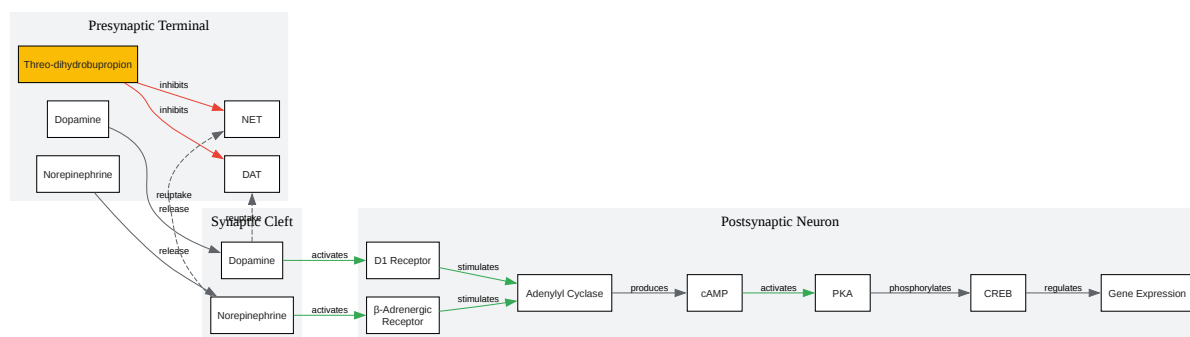 Presynaptic Terminal
Threo-dihydrobupropion
inhibits
inhibits
Dopamine
NET
Norepinephrine
DAT
reuptake
release
reuptake
Synaptic Cleft
release
Dopamine
Norepinephrine
activates
activates
Postsynaptic Neuron
D1 Receptor
β-Adrenergic
Receptor
stimulates
stimulates
Adenylyl Cyclase
produces
cAMP
activates
PKA
phosphorylates
CREB
regulates
Gene Expression